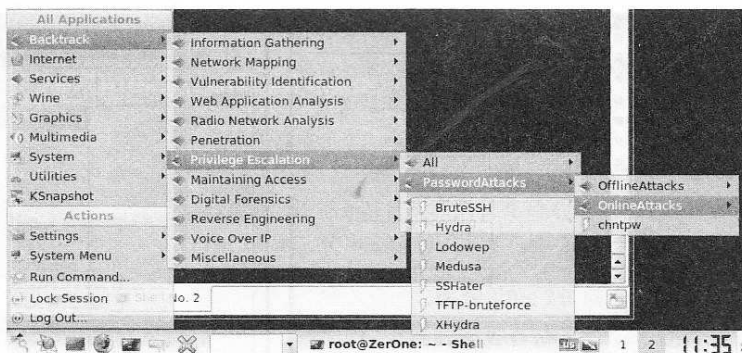 All Applications
Backtrack
Internet
Services
Wine
Graphics
Multimedia
System
Utilities
KSnapshot
Actions
Settings
System Menu
Run Command...
Lock Session
Log Out...
Information Gathering
Network Mapping
Vulnerability Identification
Web Application Analysis
Radio Network Analysis
Penetration
Privilege Escalation
Maintaining Access
Digital Forensics
Reverse Engineering
Voice Over IP
Miscellaneous
All
PasswordAttacks
BruteSSH
Hydra
Lodowep
Medusa
SSHater
TFTP-bruteforce
XHydra
OfflineAttacks
OnlineAttacks
chntpw
No. 2
root@ZerOne: ~ - Shell
US
1 2
11:35